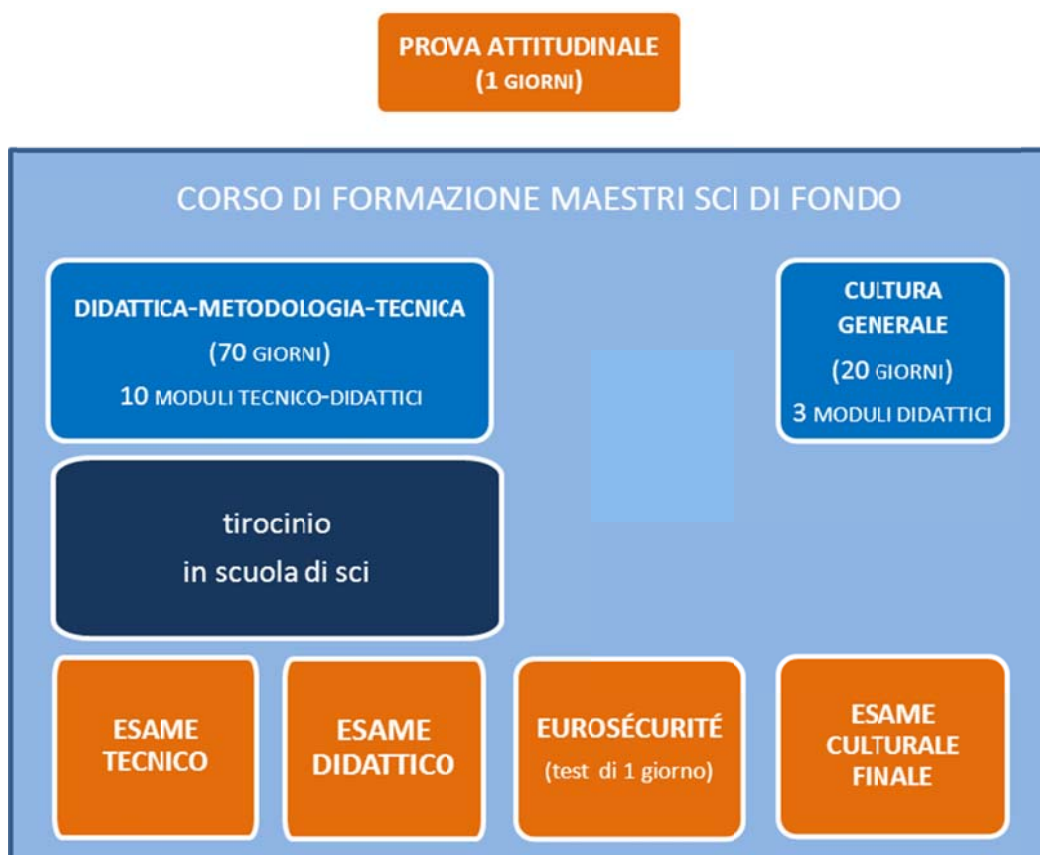 PROVA ATTITUDINALE
(1 GIORNI)
CORSO DI FORMAZIONE MAESTRI SCI DI FONDO
DIDATTICA-METODOLOGIA-TECNICA
(70 GIORNI)
10 MODULI TECNICO-DIDATTICI
CULTURA
GENERALE
(20 GIORNI)
3 MODULI DIDATTICI
tirocinio
in scuola di sci
ESAME
TECNICO
ESAME
DIDATTICO
EUROSÉCURITÉ
(test di 1 giorno)
ESAME
CULTURALE
FINALE